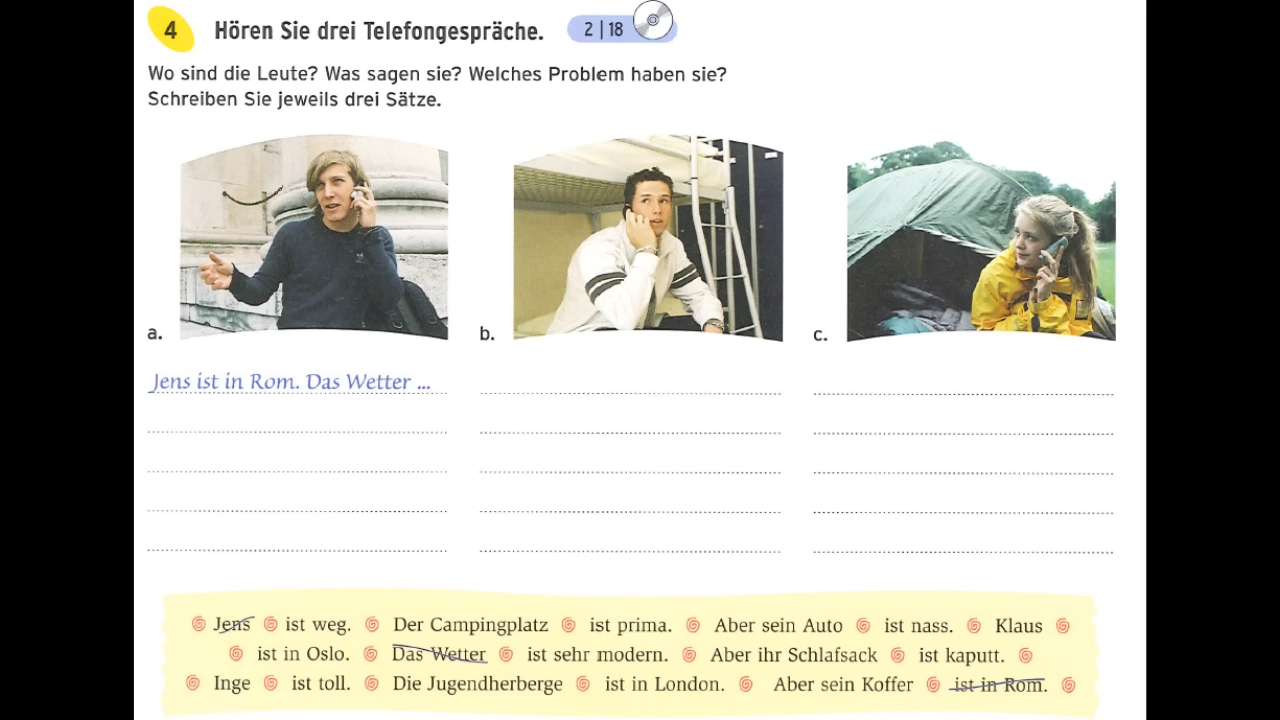 4 Hören Sie drei Telefongespräche. 2 | 18
Wo sind die Leute? Was sagen sie? Welches Problem haben sie?
Schreiben Sie jeweils drei Sätze.
a. b. c.
Jens ist in Rom. Das Wetter ...
Jens ist weg. Der Campingplatz ist prima. Aber sein Auto ist nass. Klaus
ist in Oslo. Das Wetter ist sehr modern. Aber ihr Schlafsack ist kaputt.
Inge ist toll. Die Jugendherberge ist in London. Aber sein Koffer ist in Rom.